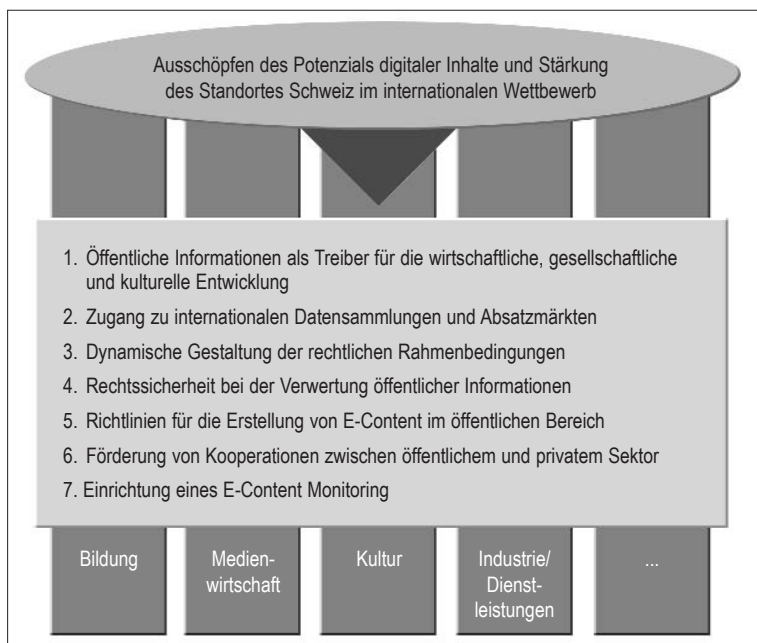 Ausschöpfen des Potenzials digitaler Inhalte und Stärkung
des Standortes Schweiz im internationalen Wettbewerb
1. Öffentliche Informationen als Treiber für die wirtschaftliche, gesellschaftliche
und kulturelle Entwicklung
2. Zugang zu internationalen Datensammlungen und Absatzmärkten
3. Dynamische Gestaltung der rechtlichen Rahmenbedingungen
4. Rechtssicherheit bei der Verwertung öffentlicher Informationen
5. Richtlinien für die Erstellung von E-Content im öffentlichen Bereich
6. Förderung von Kooperationen zwischen öffentlichem und privatem Sektor
7. Einrichtung eines E-Content Monitoring
Bildung
Medien-
wirtschaft
Kultur
Industrie/
Dienst-
leistungen
...